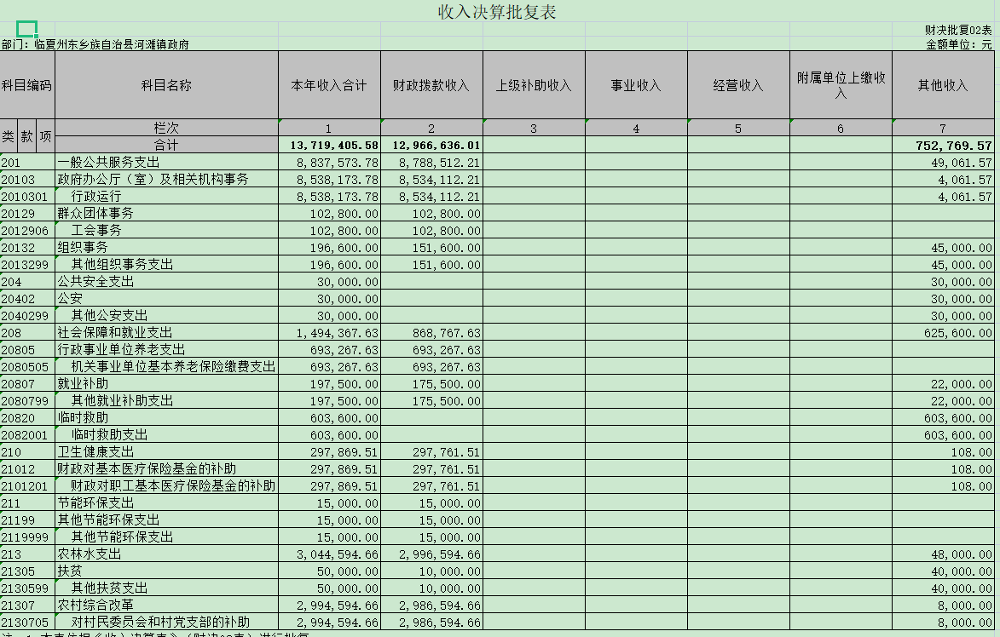 收入决算批复表
财决批复02表
部门：临夏州东乡族自治县河滩镇政府 金额单位：元
科目编码 科目名称 本年收入合计 财政拨款收入 上级补助收入 事业收入 经营收入 附属单位上缴收入 其他收入
类 款 项 栏次 1 2 3 4 5 6 7
合计 13,719,405.58 12,966,636.01 752,769.57
201 一般公共服务支出 8,837,573.78 8,788,512.21 49,061.57
20103 政府办公厅（室）及相关机构事务 8,538,173.78 8,534,112.21 4,061.57
2010301 行政运行 8,538,173.78 8,534,112.21 4,061.57
20129 群众团体事务 102,800.00 102,800.00
2012906 工会事务 102,800.00 102,800.00
20132 组织事务 196,600.00 151,600.00 45,000.00
2013299 其他组织事务支出 196,600.00 151,600.00 45,000.00
204 公共安全支出 30,000.00 30,000.00
20402 公安 30,000.00 30,000.00
2040299 其他公安支出 30,000.00 30,000.00
208 社会保障和就业支出 1,494,367.63 868,767.63 625,600.00
20805 行政事业单位养老支出 693,267.63 693,267.63
2080505 机关事业单位基本养老保险缴费支出 693,267.63 693,267.63
20807 就业补助 197,500.00 175,500.00 22,000.00
2080799 其他就业补助支出 197,500.00 175,500.00 22,000.00
20820 临时救助 603,600.00 603,600.00
2082001 临时救助支出 603,600.00 603,600.00
210 卫生健康支出 297,869.51 297,761.51 108.00
21012 财政对基本医疗保险基金的补助 297,869.51 297,761.51 108.00
2101201 财政对职工基本医疗保险基金的补助 297,869.51 297,761.51 108.00
211 节能环保支出 15,000.00 15,000.00
21199 其他节能环保支出 15,000.00 15,000.00
2119999 其他节能环保支出 15,000.00 15,000.00
213 农林水支出 3,044,594.66 2,996,594.66 48,000.00
21305 扶贫 50,000.00 10,000.00 40,000.00
2130599 其他扶贫支出 50,000.00 10,000.00 40,000.00
21307 农村综合改革 2,994,594.66 2,986,594.66 8,000.00
2130705 对村民委员会和村党支部的补助 2,994,594.66 2,986,594.66 8,000.00